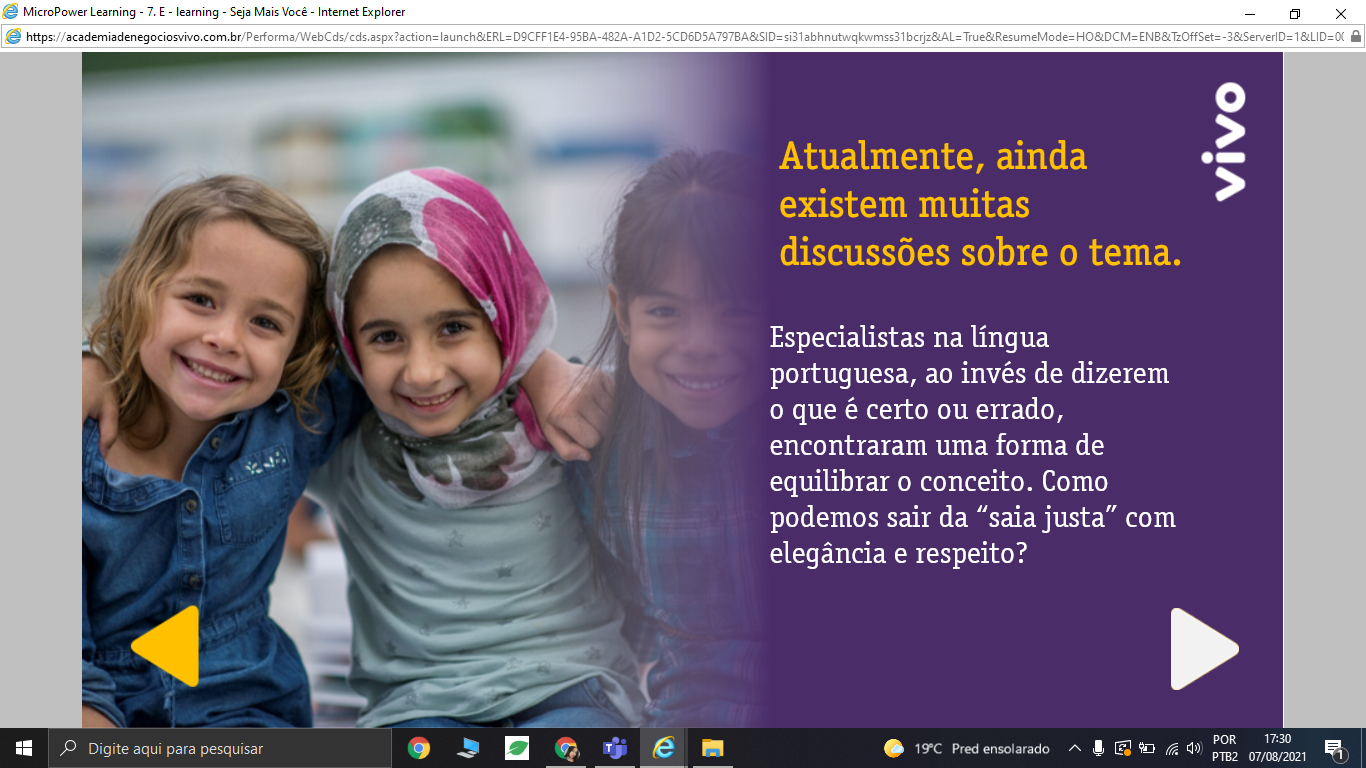 MicroPower Learning - 7. E - learning - Seja Mais Você - Internet Explorer
https://academiadenegociosvivo.com.br/Performa/WebCds/cds.aspx?action=launch&ERL=D9CFF1E4-95BA-482A-A1D2-5CD6D5A797BA&SID=si31abhnutwqkwmss31bcrjz&AL=True&ResumeMode=HO&DCM=ENB&TzOffSet=-3&ServerID=1&LID=00
vivo
Atualmente, ainda
existem muitas
discussões sobre o tema.
Especialistas na língua
portuguesa, ao invés de dizerem
o que é certo ou errado,
encontraram uma forma de
equilibrar o conceito. Como
podemos sair da “saia justa” com
elegância e respeito?
Digite aqui para pesquisar
19°C Pred ensolarado
POR
PTB2
17:30
07/08/2021
1